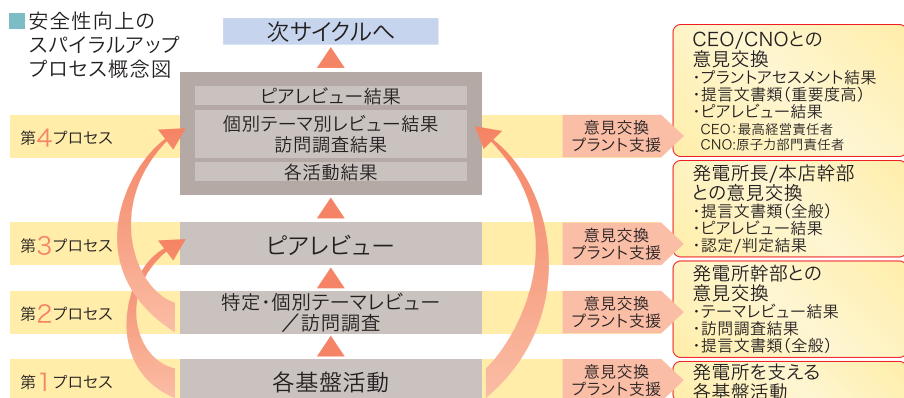 安全性向上の
スパイラルアップ
プロセス概念図
次サイクルへ
第4プロセス
ピアレビュー結果
個別テーマ別レビュー結果
訪問調査結果
各活動結果
意見交換
プラント支援
CEO/CNOとの
意見交換
・プラントアセスメント結果
・提言文書類(重要度高)
・ピアレビュー結果
CEO:最高経営責任者
CNO:原子力部門責任者
第3プロセス
ピアレビュー
意見交換
プラント支援
発電所長/本店幹部
との意見交換
・提言文書類(全般)
・ピアレビュー結果
・認定/判定結果
第2プロセス
特定・個別テーマレビュー
/訪問調査
意見交換
プラント支援
発電所幹部との
意見交換
・テーマレビュー結果
・訪問調査結果
・提言文書類(全般)
第1プロセス
各基盤活動
意見交換
プラント支援
発電所を支える
各基盤活動